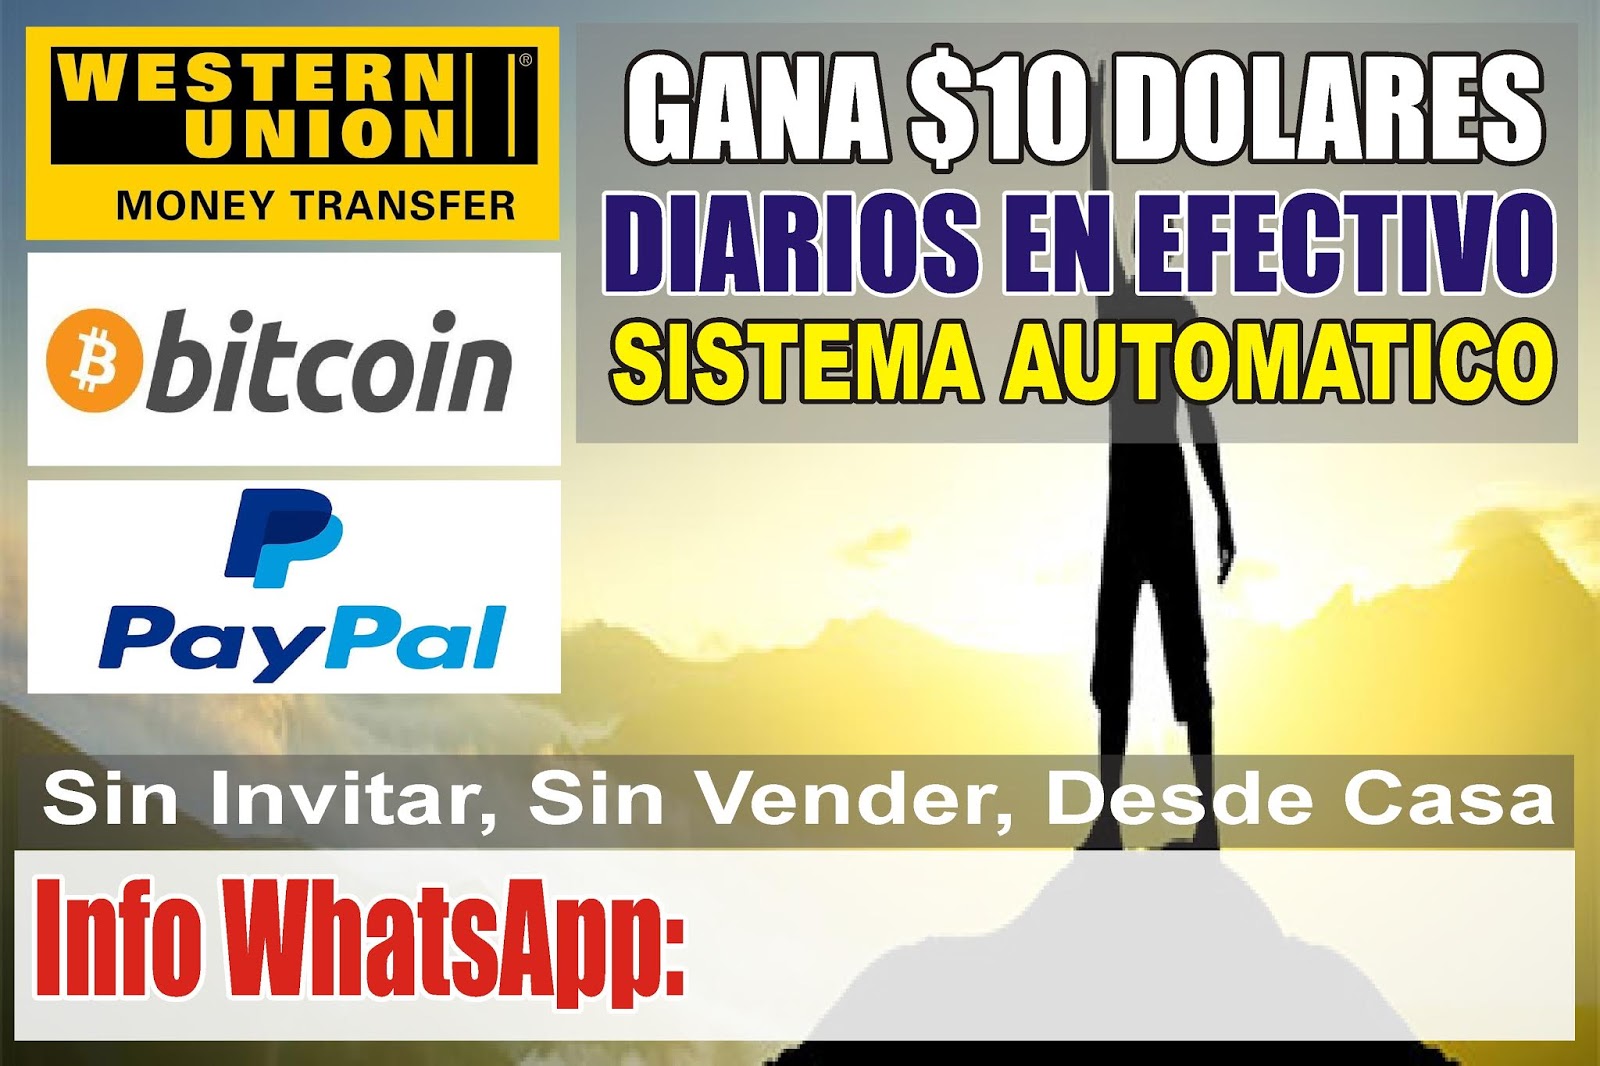 WESTERN
UNION ®
MONEY TRANSFER
bitcoin
PayPal
GANA $10 DOLARES
DIARIOS EN EFECTIVO
SISTEMA AUTOMATICO
Sin Invitar, Sin Vender, Desde Casa
Info WhatsApp: